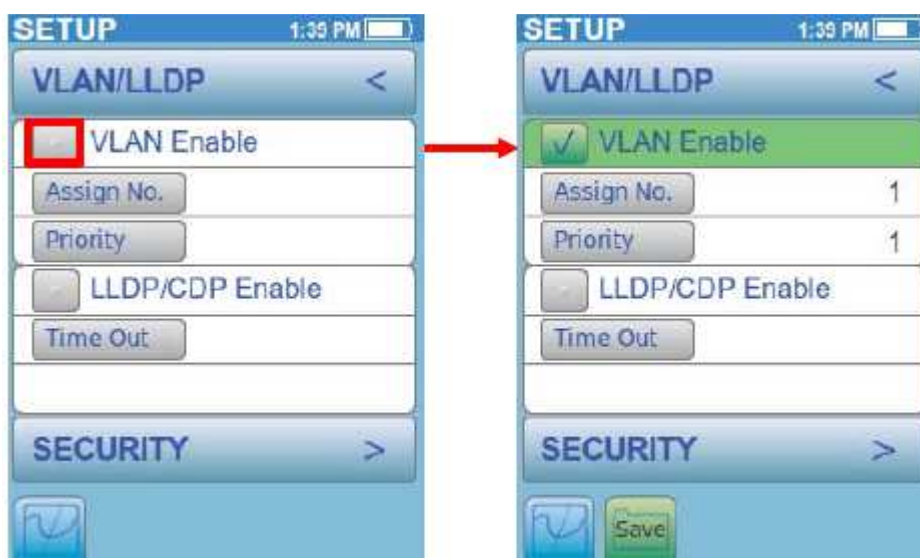 SETUP 1:39 PM
VLAN/LLDP <
VLAN Enable
Assign No.
Priority
LLDP/CDP Enable
Time Out
SECURITY >
SETUP 1:39 PM
VLAN/LLDP <
VLAN Enable
Assign No. 1
Priority 1
LLDP/CDP Enable
Time Out
SECURITY >
Save